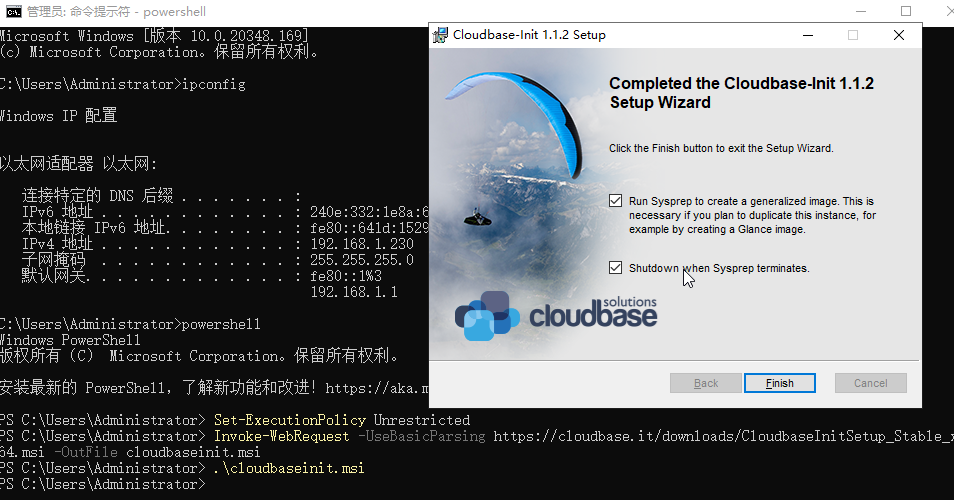 管理员: 命令提示符 - powershell
Microsoft Windows [版本 10.0.20348.169]
(c) Microsoft Corporation。保留所有权利。
C:\Users\Administrator>ipconfig
Windows IP 配置
以太网适配器 以太网:
连接特定的 DNS 后缀 . . . . . . . :
IPv6 地址 . . . . . . . . . . . . : 240e:332:1e8a:6
本地链接 IPv6 地址. . . . . . . . : fe80::641d:1529
IPv4 地址 . . . . . . . . . . . . : 192.168.1.230
子网掩码 . . . . . . . . . . . . : 255.255.255.0
默认网关. . . . . . . . . . . . . : fe80::1%3
192.168.1.1
C:\Users\Administrator>powershell
Windows PowerShell
版权所有 (C) Microsoft Corporation。保留所有权利。
安装最新的 PowerShell，了解新功能和改进！https://aka.m
PS C:\Users\Administrator> Set-ExecutionPolicy Unrestricted
PS C:\Users\Administrator> Invoke-WebRequest -UseBasicParsing https://cloudbase.it/downloads/CloudbaseInitSetup_Stable_x
64.msi -OutFile cloudbaseinit.msi
PS C:\Users\Administrator> .\cloudbaseinit.msi
PS C:\Users\Administrator>
Cloudbase-Init 1.1.2 Setup
Completed the Cloudbase-Init 1.1.2
Setup Wizard
Click the Finish button to exit the Setup Wizard.
Run Sysprep to create a generalized image. This is
necessary if you plan to duplicate this instance, for
example by creating a Glance image.
Shutdown when Sysprep terminates.
cloudbase solutions
Back
Finish
Cancel